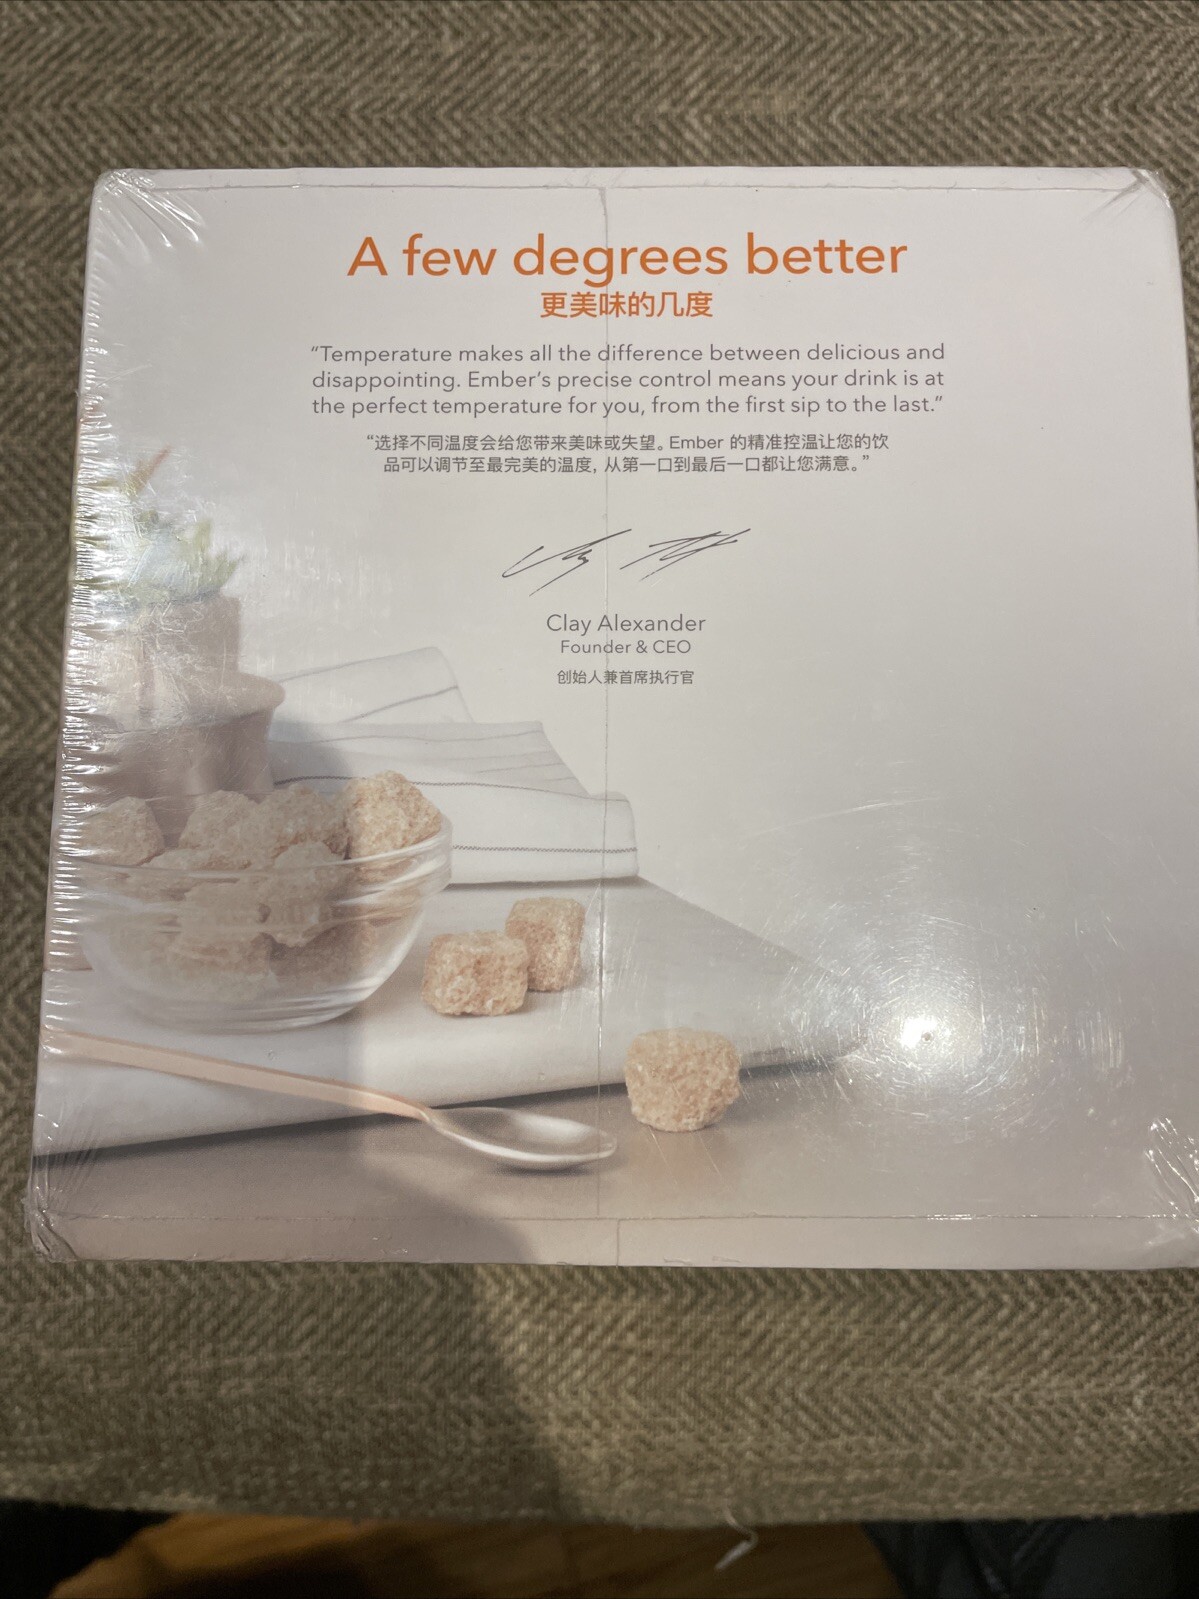 A few degrees better
更美味的几度
“Temperature makes all the difference between delicious and
disappointing. Ember’s precise control means your drink is at
the perfect temperature for you, from the first sip to the last.”
“选择不同温度会给您带来美味或失望。Ember 的精准控温让您的饮
品可以调节至最完美的温度, 从第一口到最后一口都让您满意。”
Clay Alexander
Founder & CEO
创始人兼首席执行官